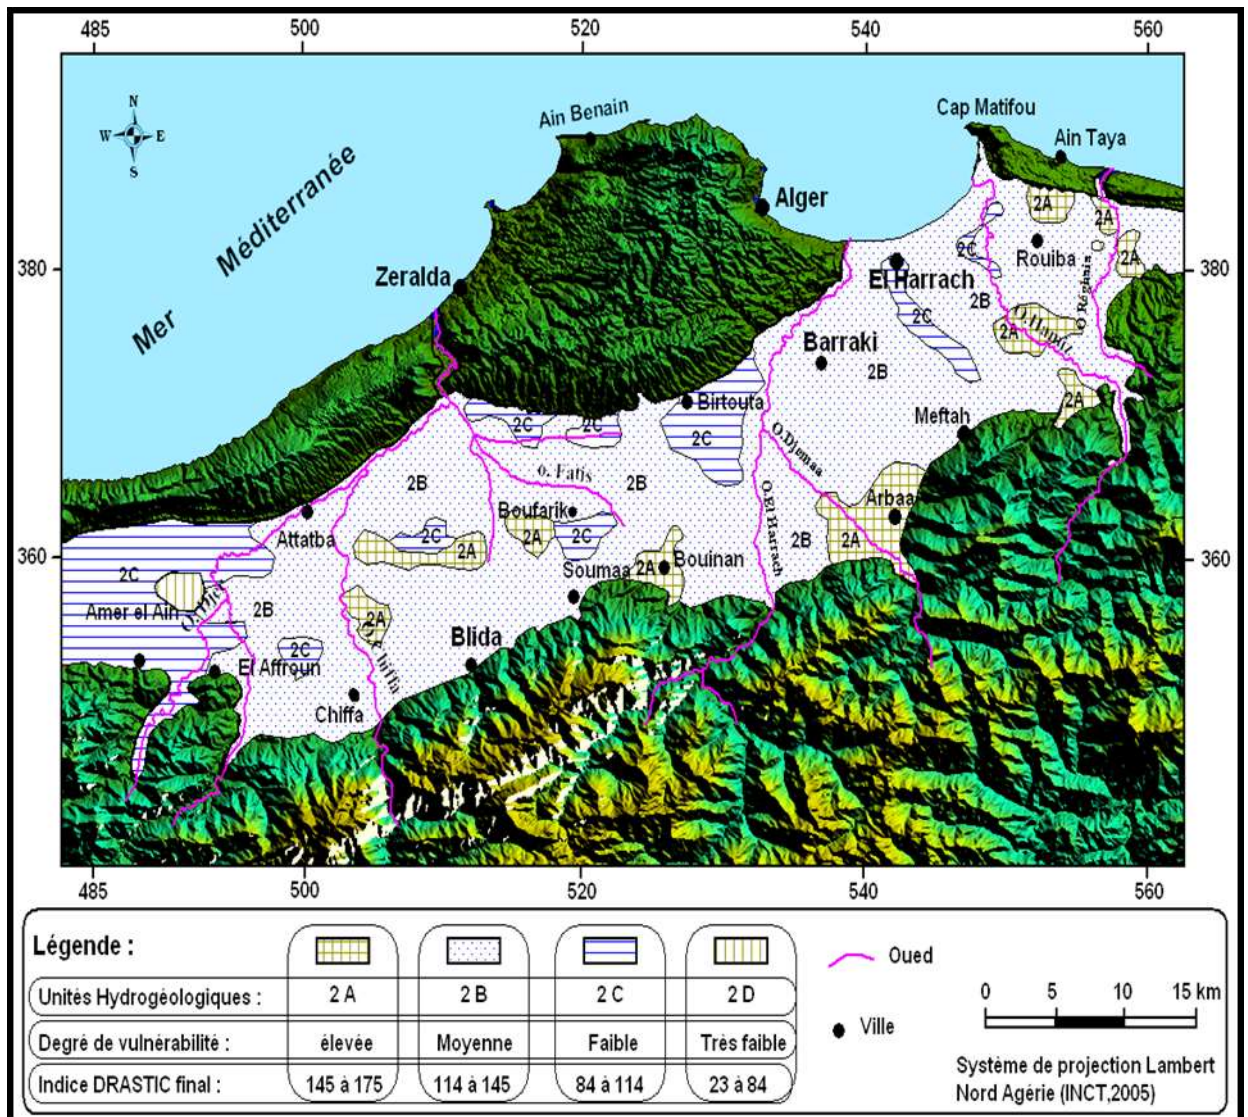 485 500 520 540 560
N
W E
S
Cap Matifou
Ain Benain
Ain Taya
Mer Méditerranée
Alger
2A
2A
380
Zeralda
El Harrach
2C
Rouiba
2A
380
2B
O.Réghaia
2C
O.Hamiz
2A
Barraki
2B
Birtouta
2A
2C
2C
2C
Meftah
O.Djemaa
o. Fatis
2B
2B
Boufarik
O.El Harrach
Arbaa
Attatba
2C
2A
2A
2C
2B
2A
360
Soumaa
2A
Bouinan
360
2C
Amer el Ain
2B
2A
2C
El Affroun
Blida
Chiffa
485 500 520 540 560
Légende :
Unités Hydrogéologiques : 2 A 2 B 2 C 2 D
Degré de vulnérabilité : élevée Moyenne Faible Très faible
Indice DRASTIC final : 145 à 175 114 à 145 84 à 114 23 à 84
Oued
Ville
0 5 10 15 km
Système de projection Lambert
Nord Agérie (INCT,2005)